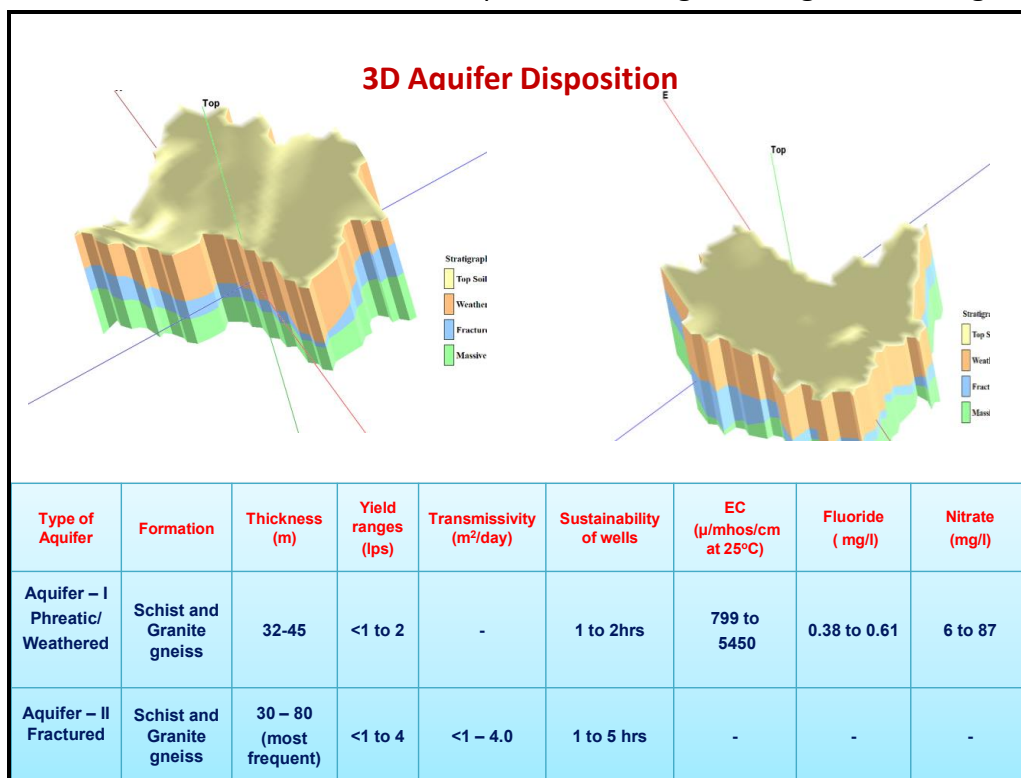 3D Aquifer Disposition
Top
E
Top
Stratigrapl
Top Soil
Weather
Fracture
Massive
Stratigra
Top S
Weatl
Fract
Massi
Type of Aquifer
Formation
Thickness (m)
Yield ranges (lps)
Transmissivity (m²/day)
Sustainability of wells
EC (µ/mhos/cm at 25°C)
Fluoride ( mg/l)
Nitrate (mg/l)
Aquifer – I Phreatic/ Weathered
Schist and Granite gneiss
32-45
<1 to 2
-
1 to 2hrs
799 to 5450
0.38 to 0.61
6 to 87
Aquifer – II Fractured
Schist and Granite gneiss
30 – 80 (most frequent)
<1 to 4
<1 – 4.0
1 to 5 hrs
-
-
-